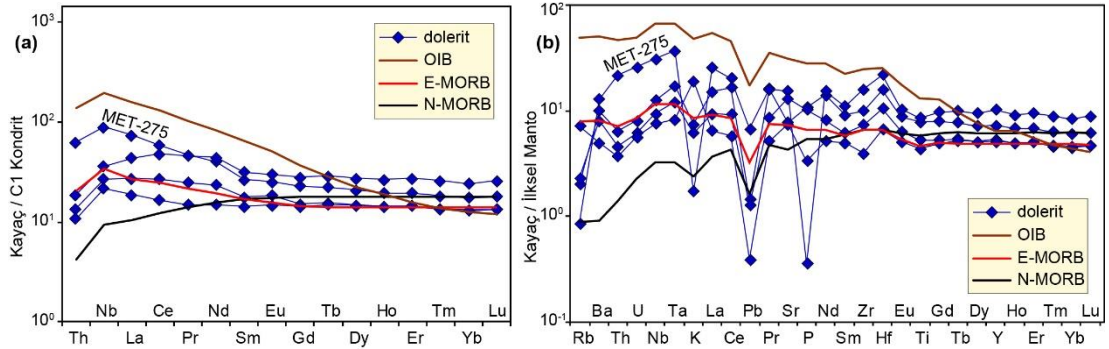 (a)
10³
10²
10¹
10⁰
Kayaç / C1 Kondrit
MET-275
dolerit
OIB
E-MORB
N-MORB
Nb Ce Nd Eu Tb Ho Tm Lu
Th La Pr Sm Gd Dy Er Yb
(b)
10²
10¹
10⁰
10⁻¹
Kayaç / İlksel Manto
MET-275
dolerit
OIB
E-MORB
N-MORB
Ba U Ta La Pb Sr Nd Zr Eu Gd Dy Ho Tm Lu
Rb Th Nb K Ce Pr P Sm Hf Ti Tb Y Er Yb